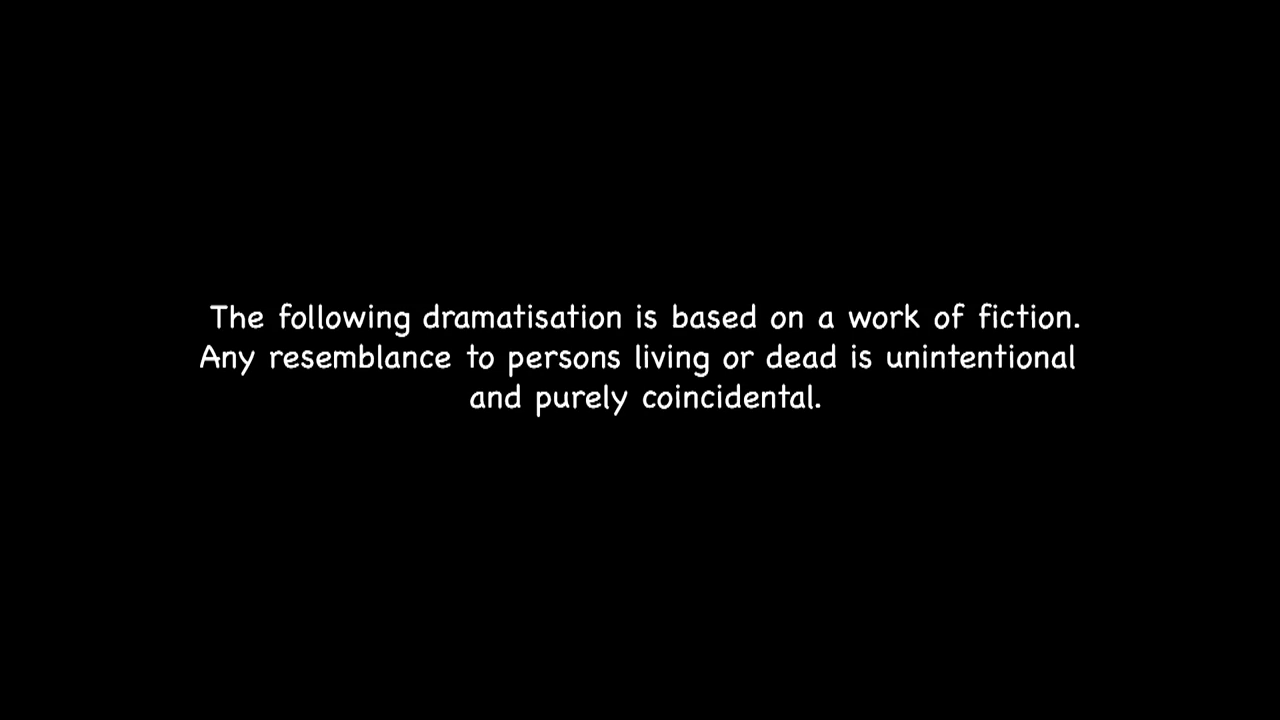 The following dramatisation is based on a work of fiction.
Any resemblance to persons living or dead is unintentional
and purely coincidental.